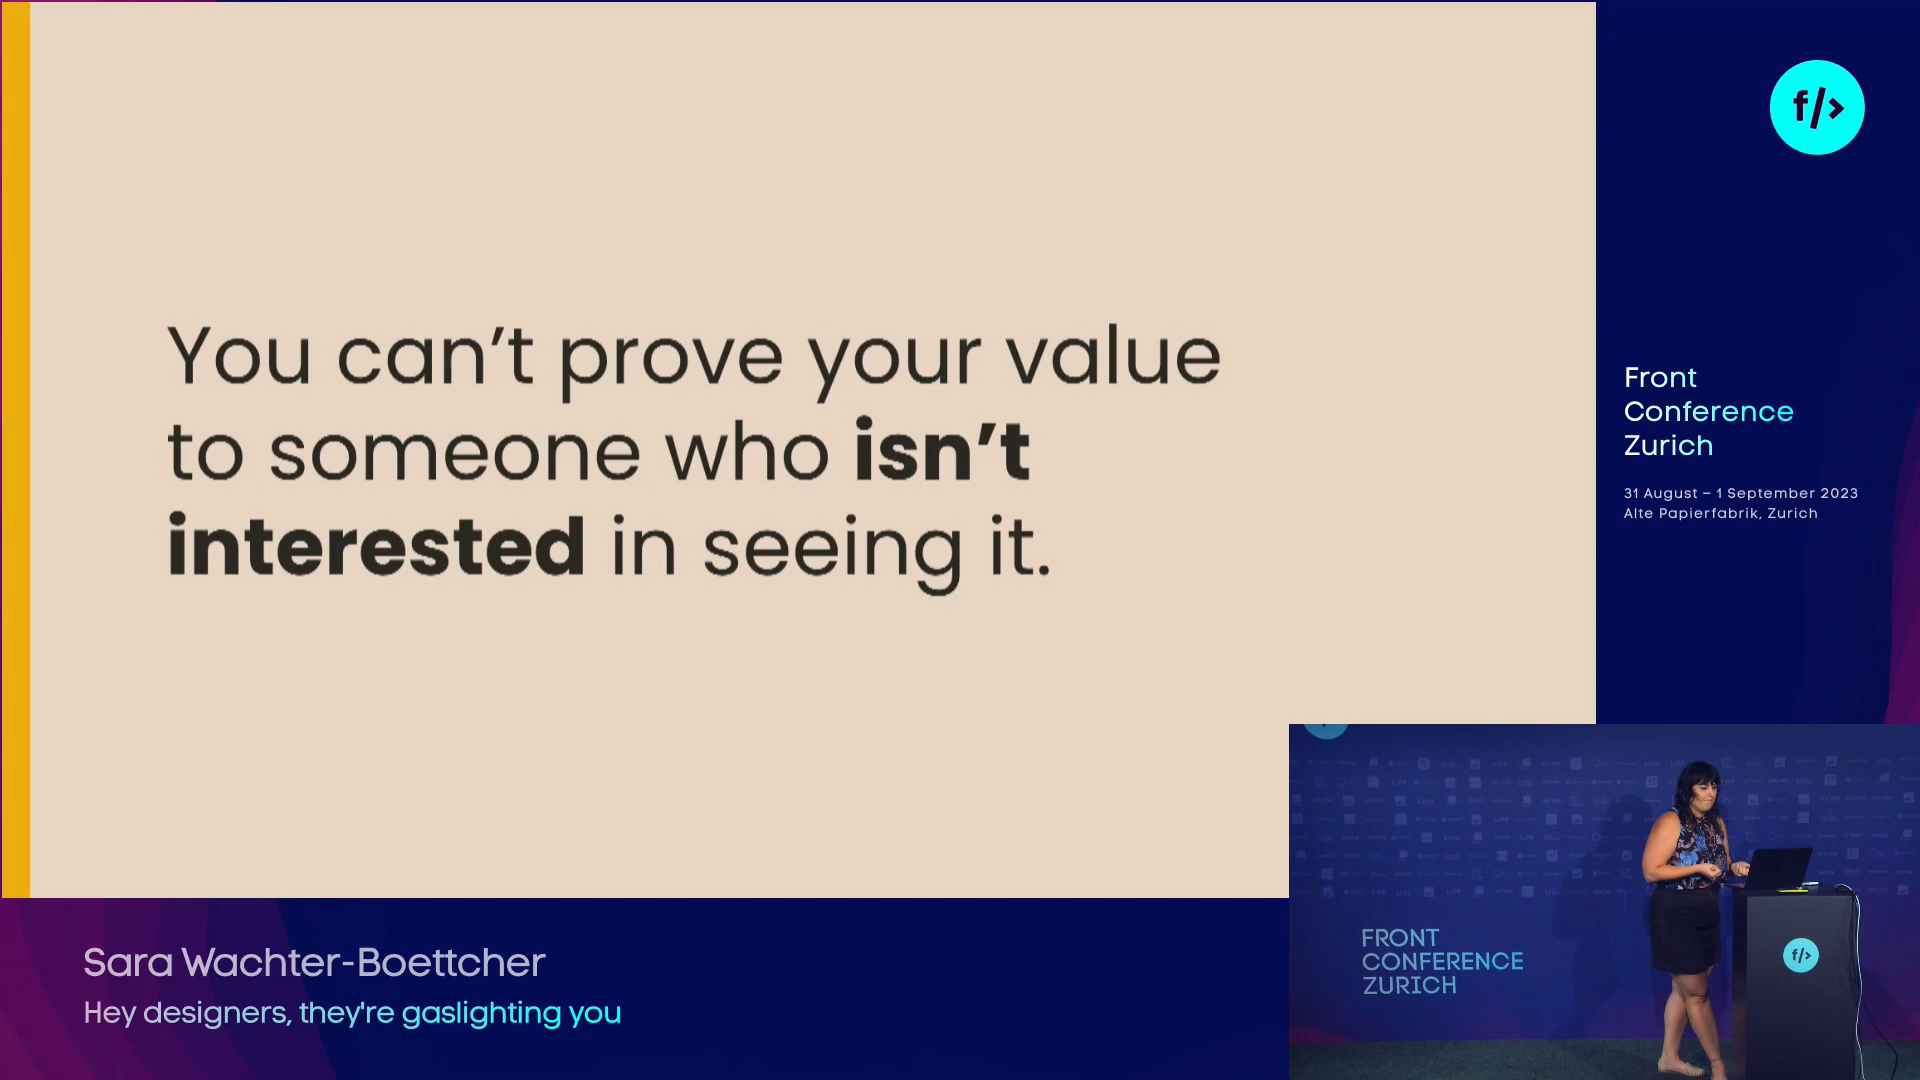 You can’t prove your value
to someone who isn’t
interested in seeing it.
f/>
Front
Conference
Zurich
31 August – 1 September 2023
Alte Papierfabrik, Zurich
Sara Wachter-Boettcher
Hey designers, they're gaslighting you
FRONT
CONFERENCE
ZURICH
f/>